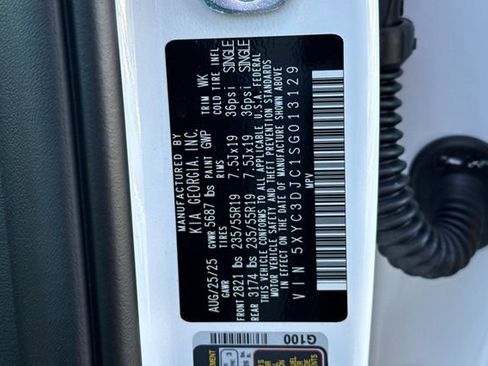 MANUFACTURED BY
KIA GEORGIA, INC.
AUG/25/25 GVWR 5687 lbs PAINT GWP TRIM WK
GAWR TIRES RIMS COLD TIRE INFL.
FRONT 2821 lbs 235/55R19 7.5Jx19 36psi SINGLE
REAR 3174 lbs 235/55R19 7.5Jx19 36psi SINGLE
THIS VEHICLE CONFORMS TO ALL APPLICABLE U.S.A. FEDERAL
MOTOR VEHICLE SAFETY AND THEFT PREVENTION STANDARDS
IN EFFECT ON THE DATE OF MANUFACTURE SHOWN ABOVE.
VIN 5XYC3DJC1SG013129
MPV
G100